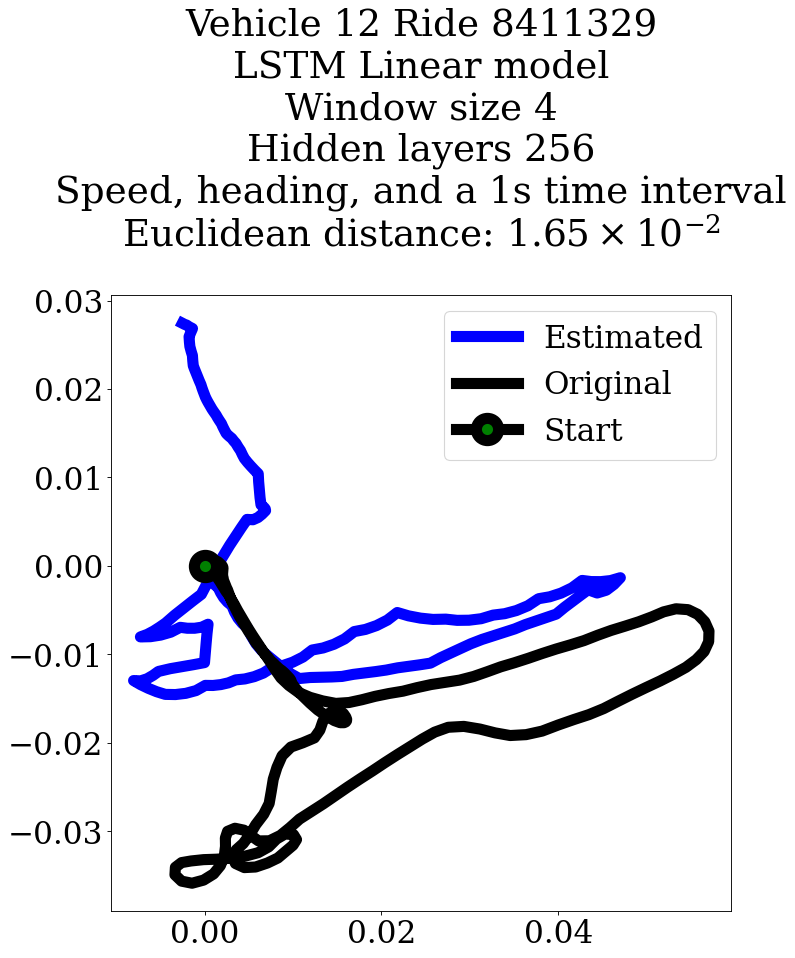 Vehicle 12 Ride 8411329
LSTM Linear model
Window size 4
Hidden layers 256
Speed, heading, and a 1s time interval
Euclidean distance: 1.65 × 10⁻²
0.03
0.02
0.01
0.00
−0.01
−0.02
−0.03
Estimated
Original
Start
0.00
0.02
0.04